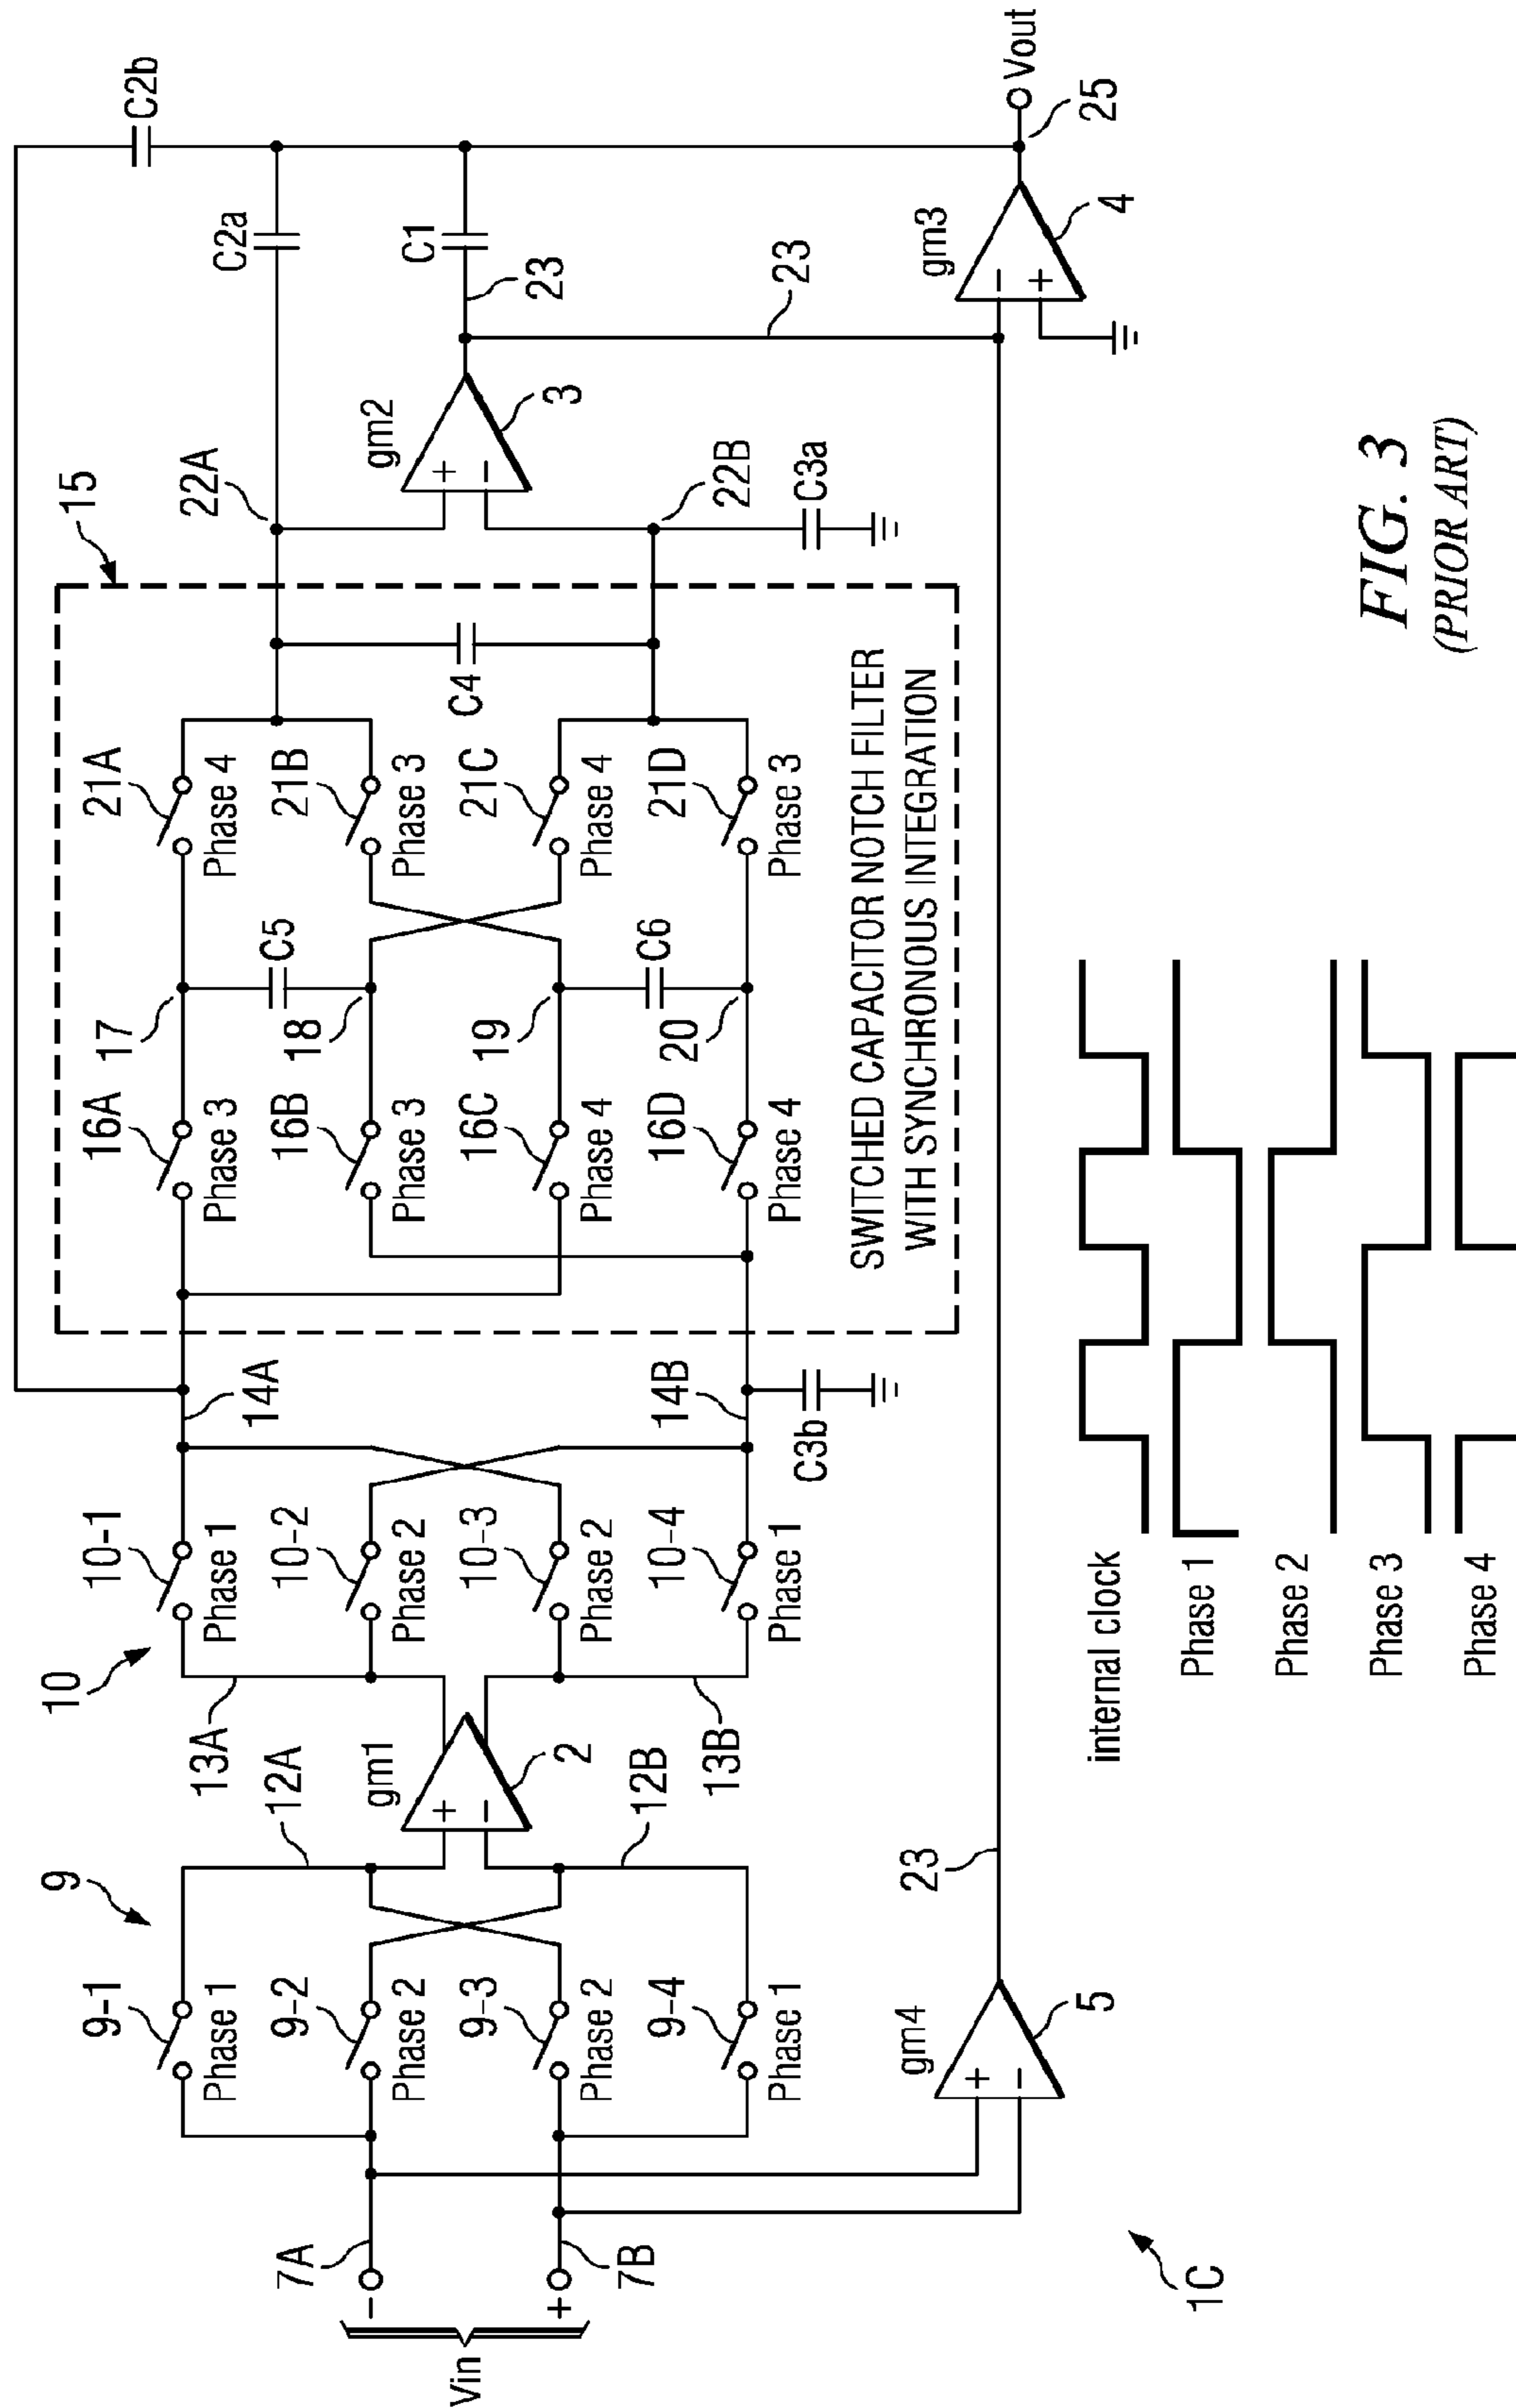 C2b
15
22A
C2a
C1
23
gm2
3
22B
C3a
23
gm3
4
25
Vout
+
−
−
+
9
9-1
Phase 1
9-2
Phase 2
9-3
Phase 2
9-4
Phase 1
12A
12B
gm1
2
+
−
10
13A
13B
10-1
Phase 1
10-2
Phase 2
10-3
Phase 2
10-4
Phase 1
14A
14B
C3b
16A
Phase 3
16B
Phase 3
16C
Phase 4
16D
Phase 4
17
C5
18
19
C6
20
21A
Phase 4
21B
Phase 3
21C
Phase 4
21D
Phase 3
C4
SWITCHED CAPACITOR NOTCH FILTER
WITH SYNCHRONOUS INTEGRATION
7A
−
Vin
+
7B
gm4
+
−
5
23
1C
internal clock
Phase 1
Phase 2
Phase 3
Phase 4
FIG. 3
(PRIOR ART)